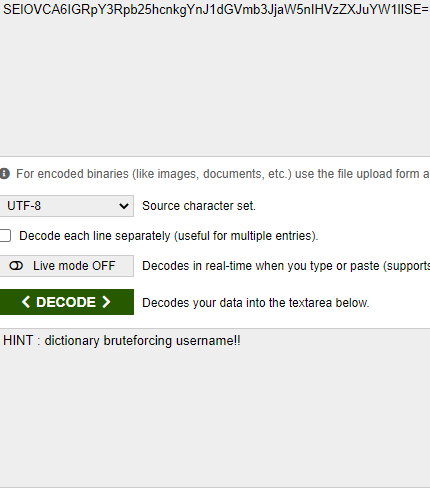 SEIOVCA6IGRpY3Rpb25hcnkgYnJ1dGVmb3JjaW5nIHVzZXJuYW1lISE=
For encoded binaries (like images, documents, etc.) use the file upload form a
UTF-8 Source character set.
Decode each line separately (useful for multiple entries).
Live mode OFF Decodes in real-time when you type or paste (supports
DECODE Decodes your data into the textarea below.
HINT : dictionary bruteforcing username!!